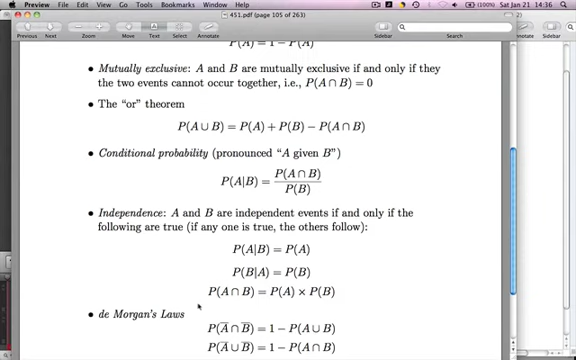 Preview File Edit View Go Tools Bookmarks Window Help (100%) Sat Jan 21 14:36
451.pdf (page 105 of 263)
Previous Next Zoom Move Text Select Annotate Sidebar Search
Sidebar Annotate
P(A) = 1 − P(A)
• Mutually exclusive: A and B are mutually exclusive if and only if they
the two events cannot occur together, i.e., P(A ∩ B) = 0
• The "or" theorem
P(A ∪ B) = P(A) + P(B) − P(A ∩ B)
• Conditional probability (pronounced "A given B")
P(A|B) = P(A ∩ B) / P(B)
• Independence: A and B are independent events if and only if the
following are true (if any one is true, the others follow):
P(A|B) = P(A)
P(B|A) = P(B)
P(A ∩ B) = P(A) × P(B)
• de Morgan's Laws
P(A̅ ∩ B̅) = 1 − P(A ∪ B)
P(A̅ ∪ B̅) = 1 − P(A ∩ B)